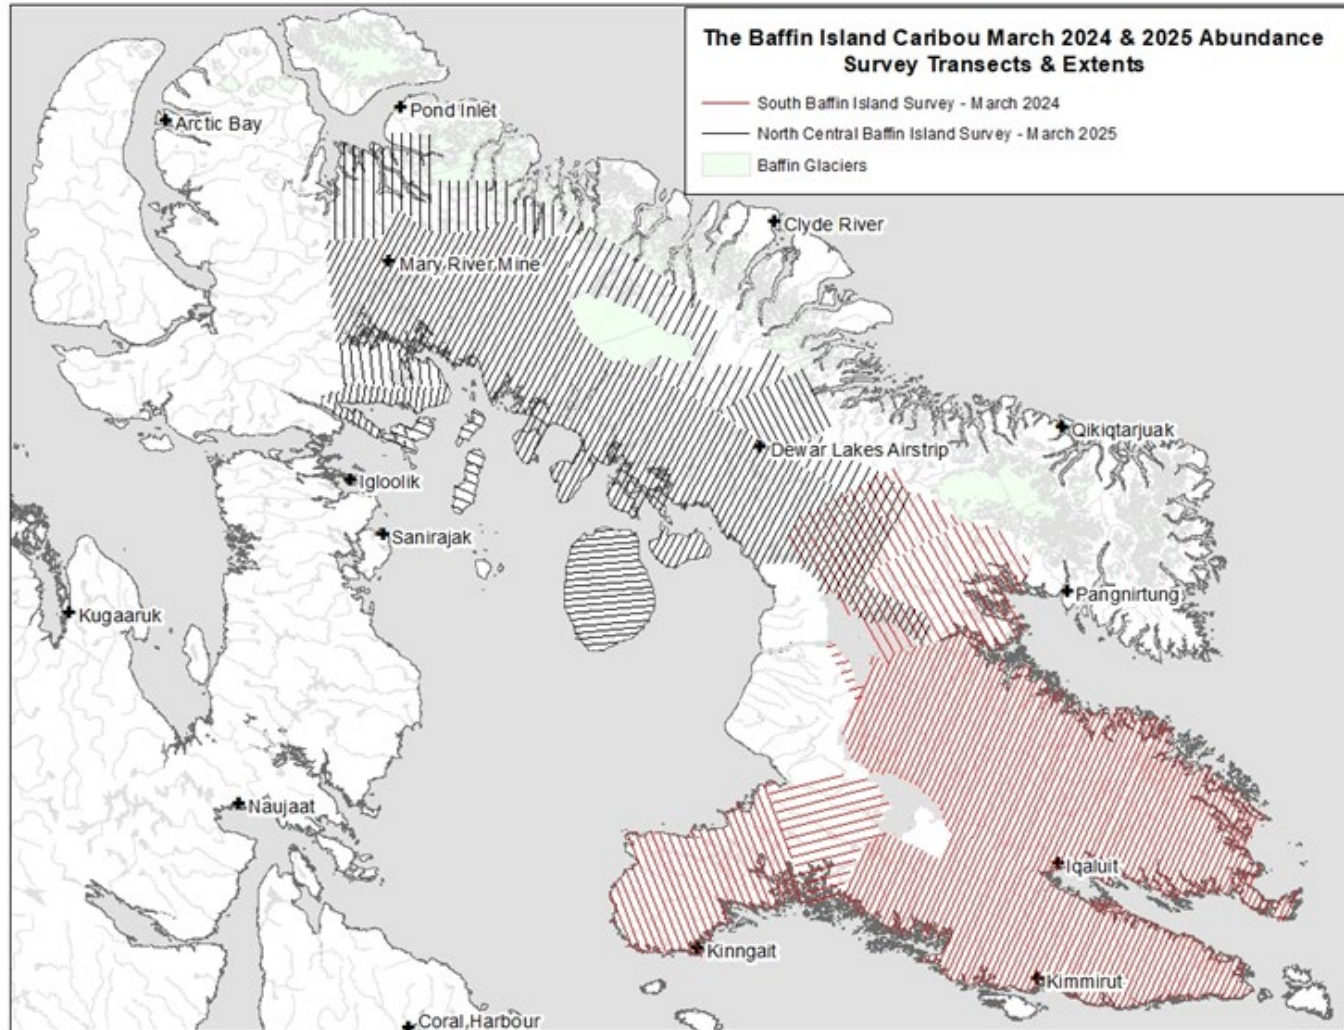 The Baffin Island Caribou March 2024 & 2025 Abundance
Survey Transects & Extents
South Baffin Island Survey - March 2024
North Central Baffin Island Survey - March 2025
Baffin Glaciers
Pond Inlet
Arctic Bay
Clyde River
Mary River Mine
Qikiqtarjuak
Dewar Lakes Airstrip
Igloolik
Sanirajak
Pangnirtung
Kugaaruk
Naujaat
Iqaluit
Kinngait
Kimmirut
Coral Harbour